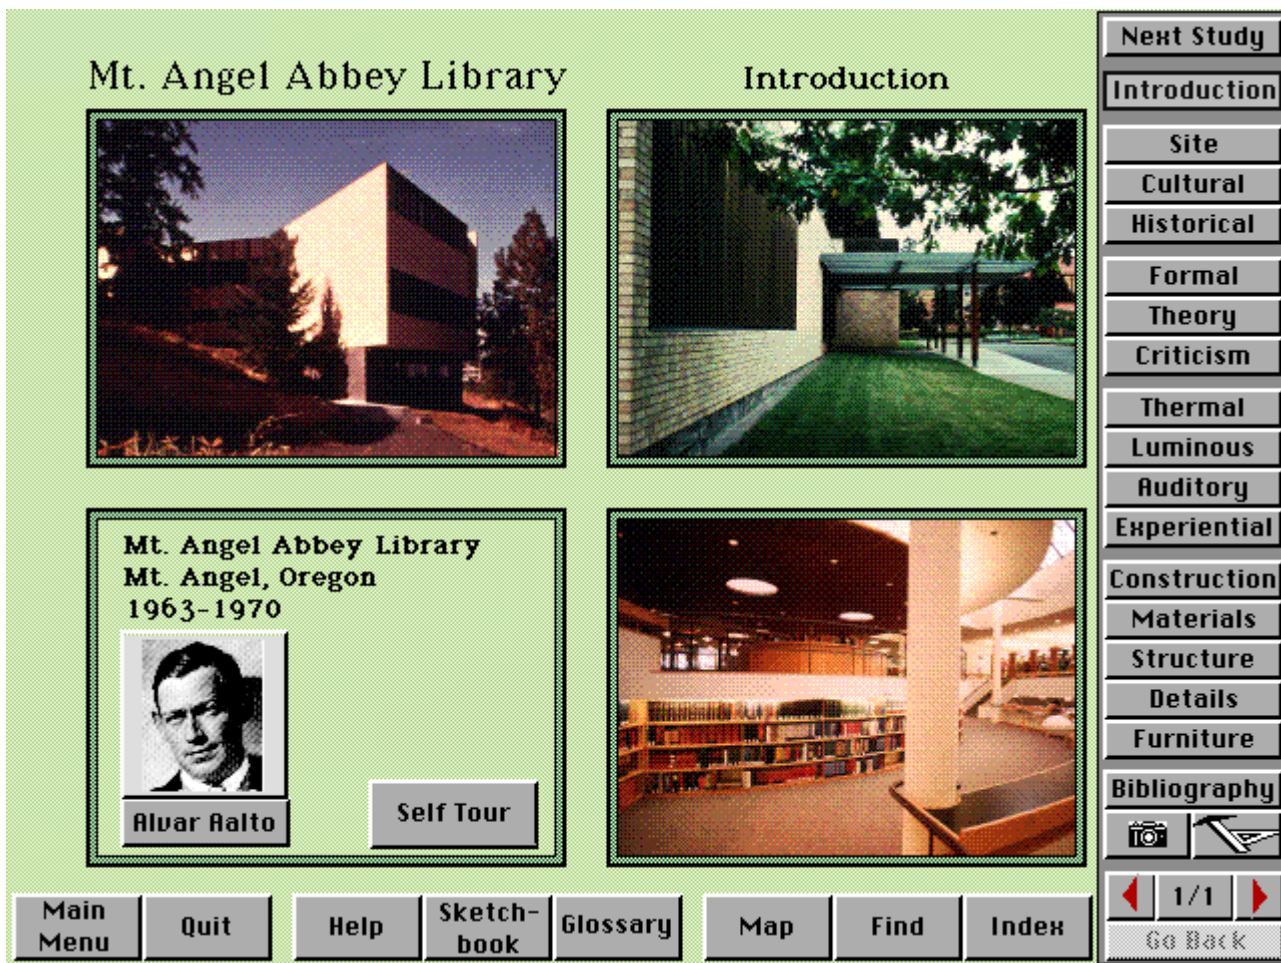 Mt. Angel Abbey Library
Introduction
Mt. Angel Abbey Library
Mt. Angel, Oregon
1963-1970
Alvar Aalto
Self Tour
Next Study
Introduction
Site
Cultural
Historical
Formal
Theory
Criticism
Thermal
Luminous
Auditory
Experiential
Construction
Materials
Structure
Details
Furniture
Bibliography
1/1
Go Back
Main
Menu
Quit
Help
Sketch-
book
Glossary
Map
Find
Index